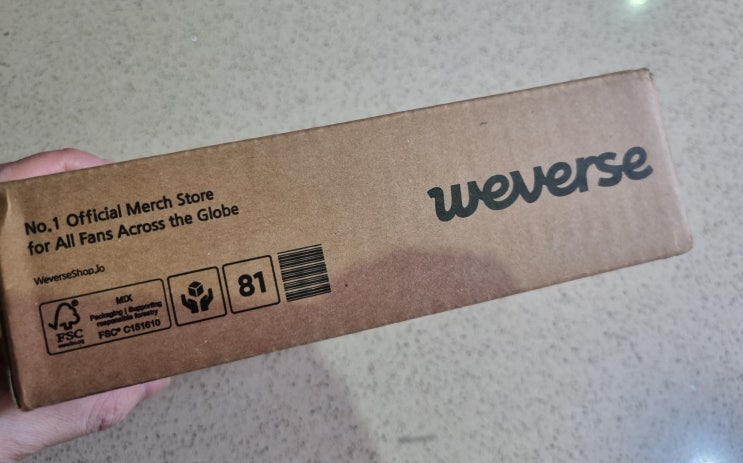 No.1 Official Merch Store
for All Fans Across the Globe
weverse
WeverseShop.io
FSC
MIX
Packaging | Supporting
responsible forestry
FSC® C161610
81